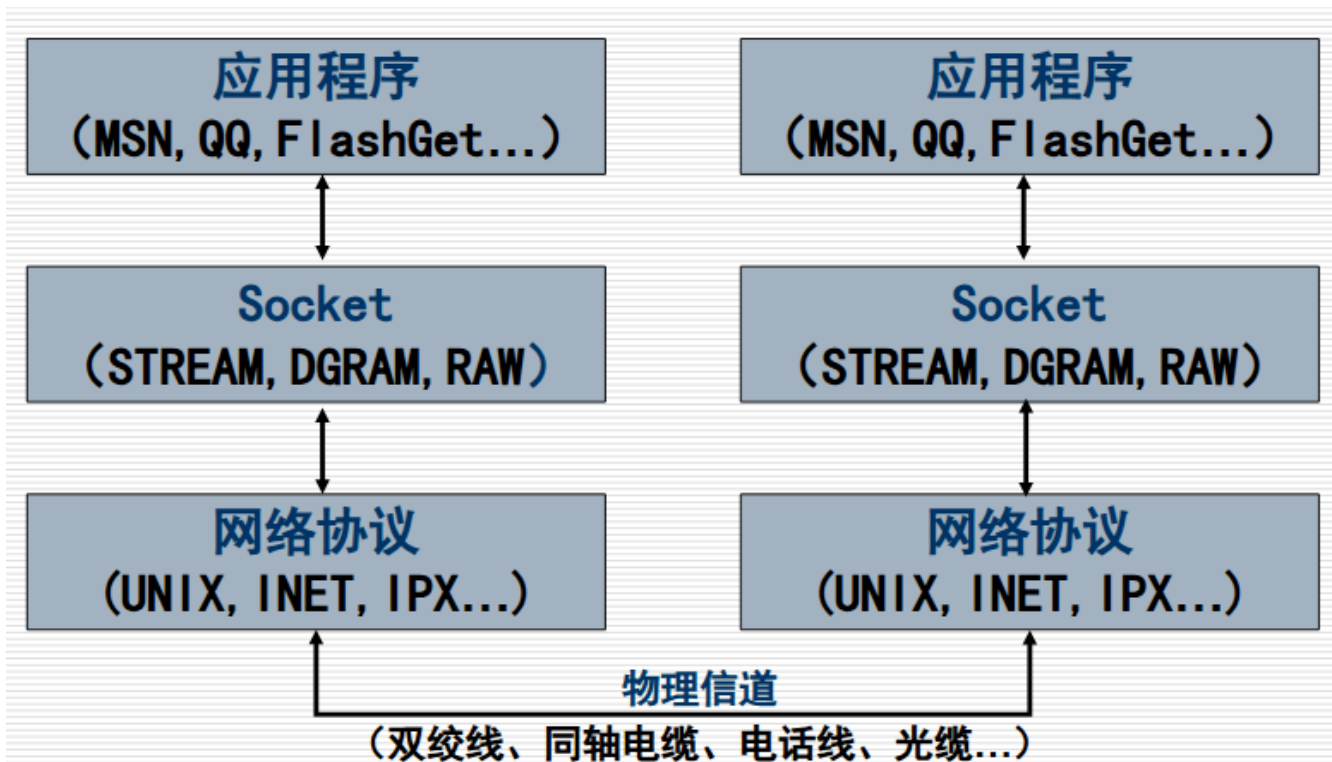 应用程序
（MSN,QQ,FlashGet...）
Socket
（STREAM,DGRAM,RAW）
网络协议
(UNIX,INET,IPX...)
应用程序
（MSN,QQ,FlashGet...）
Socket
（STREAM,DGRAM,RAW）
网络协议
(UNIX,INET,IPX...)
物理信道
（双绞线、同轴电缆、电话线、光缆...）